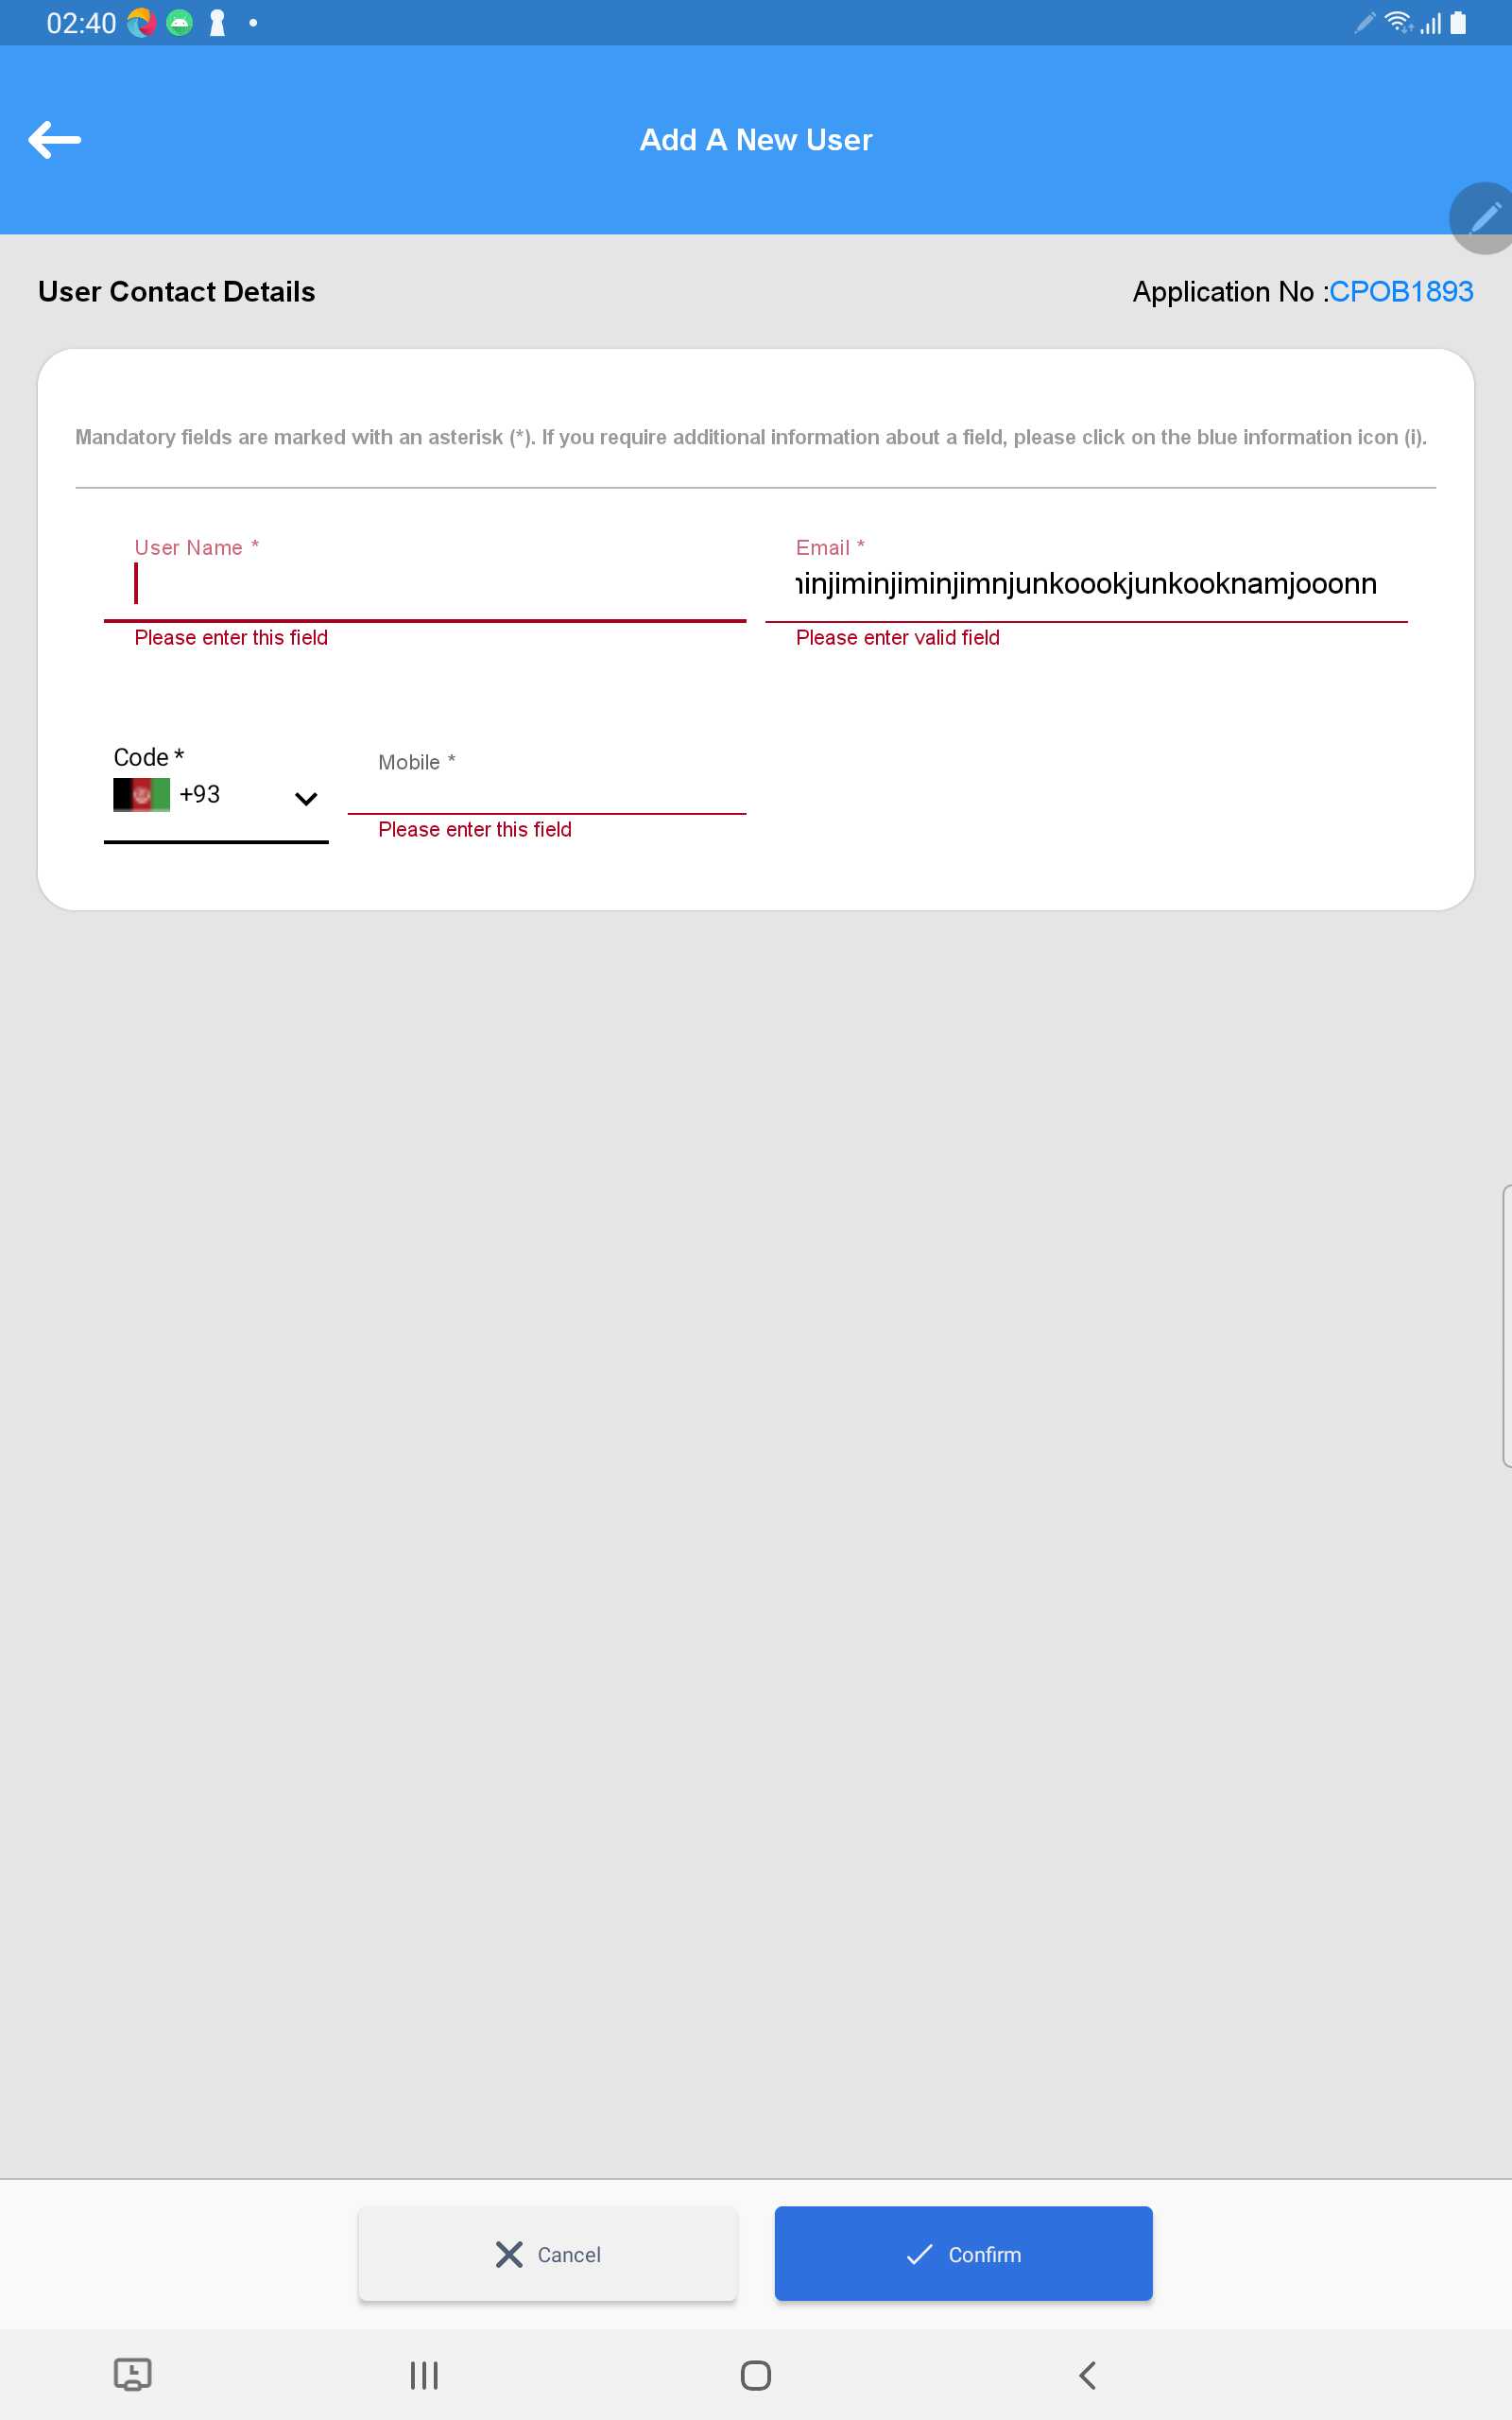 02:40
Add A New User
User Contact Details
Application No :CPOB1893
Mandatory fields are marked with an asterisk (*). If you require additional information about a field, please click on the blue information icon (i).
User Name *
Email *
injiminjiminjimnjunkoookjunkooknamjooonn
Please enter this field
Please enter valid field
Code *
Mobile *
+93
Please enter this field
Cancel
Confirm